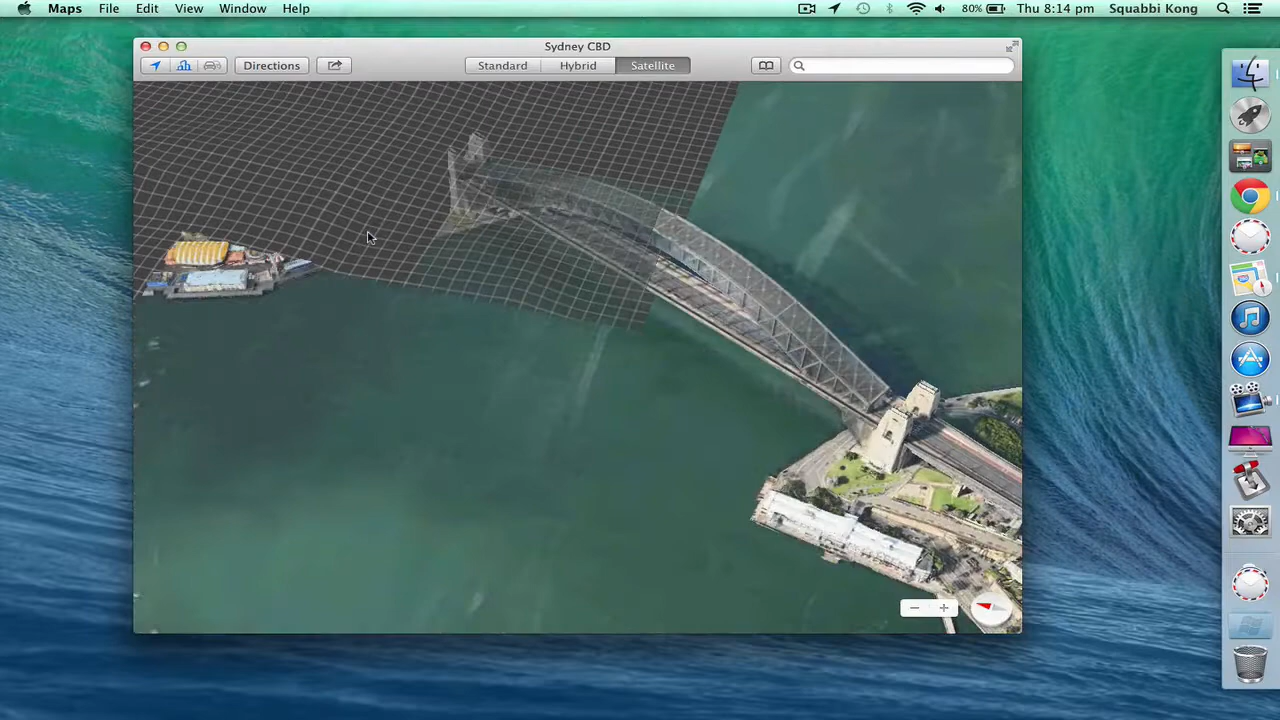 Maps File Edit View Window Help 80% Thu 8:14 pm Squabbi Kong
Sydney CBD
Directions Standard Hybrid Satellite